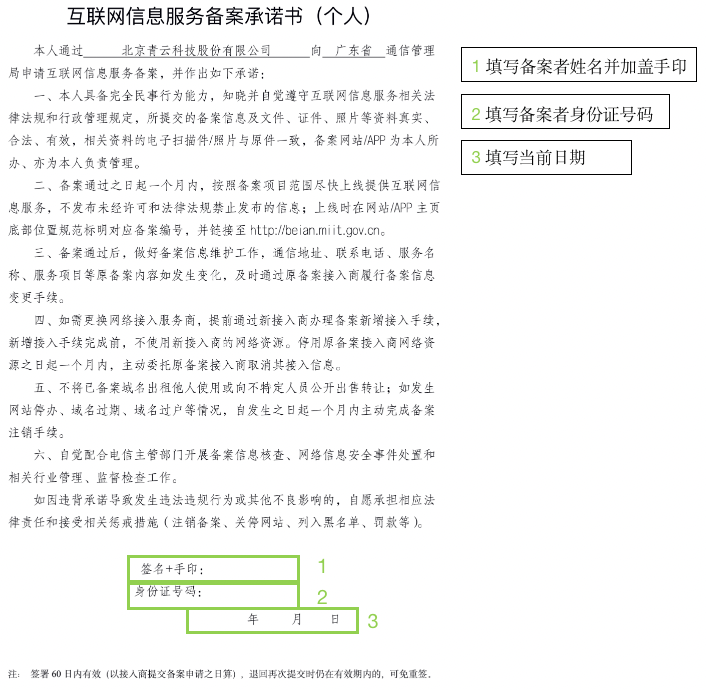 互联网信息服务备案承诺书（个人）
本人通过 北京青云科技股份有限公司 向 广东省 通信管理
局申请互联网信息服务备案，并作出如下承诺：
一、本人具备完全民事行为能力，知晓并自觉遵守互联网信息服务相关法
律法规和行政管理规定，所提交的备案信息及文件、证件、照片等资料真实、
合法、有效，相关资料的电子扫描件/照片与原件一致，备案网站/APP 为本人所
办、亦为本人负责管理。
二、备案通过之日起一个月内，按照备案项目范围尽快上线提供互联网信
息服务，不发布未经许可和法律法规禁止发布的信息；上线时在网站/APP 主页
底部位置规范标明对应备案编号，并链接至 http://beian.miit.gov.cn。
三、备案通过后，做好备案信息维护工作，通信地址、联系电话、服务名
称、服务项目等原备案内容如发生变化，及时通过原备案接入商履行备案信息
变更手续。
四、如需更换网络接入服务商，提前通过新接入商办理备案新增接入手续，
新增接入手续完成前，不使用新接入商的网络资源。停用原备案接入商网络资
源之日起一个月内，主动委托原备案接入商取消其接入信息。
五、不将已备案域名出租他人使用或向不特定人员公开出售转让；如发生
网站停办、域名过期、域名过户等情况，自发生之日起一个月内主动完成备案
注销手续。
六、自觉配合电信主管部门开展备案信息核查、网络信息安全事件处置和
相关行业管理、监督检查工作。
如因违背承诺导致发生违法违规行为或其他不良影响的，自愿承担相应法
律责任和接受相关惩戒措施（注销备案、关停网站、列入黑名单、罚款等）。
签名+手印： 1
身份证号码： 2
年 月 日 3
注： 签署 60 日内有效（以接入商提交备案申请之日算），退回再次提交时仍在有效期内的，可免重签。
1 填写备案者姓名并加盖手印
2 填写备案者身份证号码
3 填写当前日期